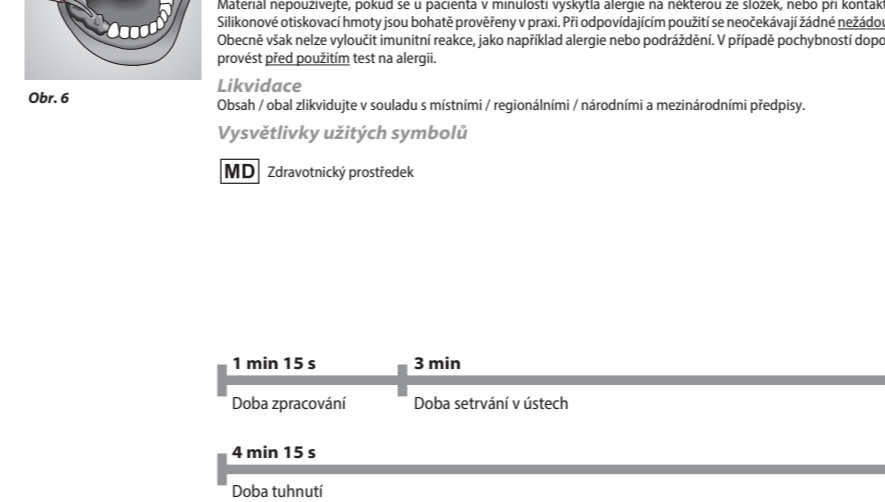 Materiál nepoužívejte, pokud se u pacienta v minulosti vyskytla alergie na některou ze složek, nebo při kontakt
Silikonové otiskovací hmoty jsou bohatě prověřeny v praxi. Při odpovídajícím použití se neočekávají žádné nežádou
Obecně však nelze vyloučit imunitní reakce, jako například alergie nebo podráždění. V případě pochybností dopo
provést před použitím test na alergii.
Obr. 6
Likvidace
Obsah / obal zlikvidujte v souladu s místními / regionálními / národními a mezinárodními předpisy.
Vysvětlivky užitých symbolů
MD Zdravotnický prostředek
1 min 15 s 3 min
Doba zpracování Doba setrvání v ústech
4 min 15 s
Doba tuhnutí